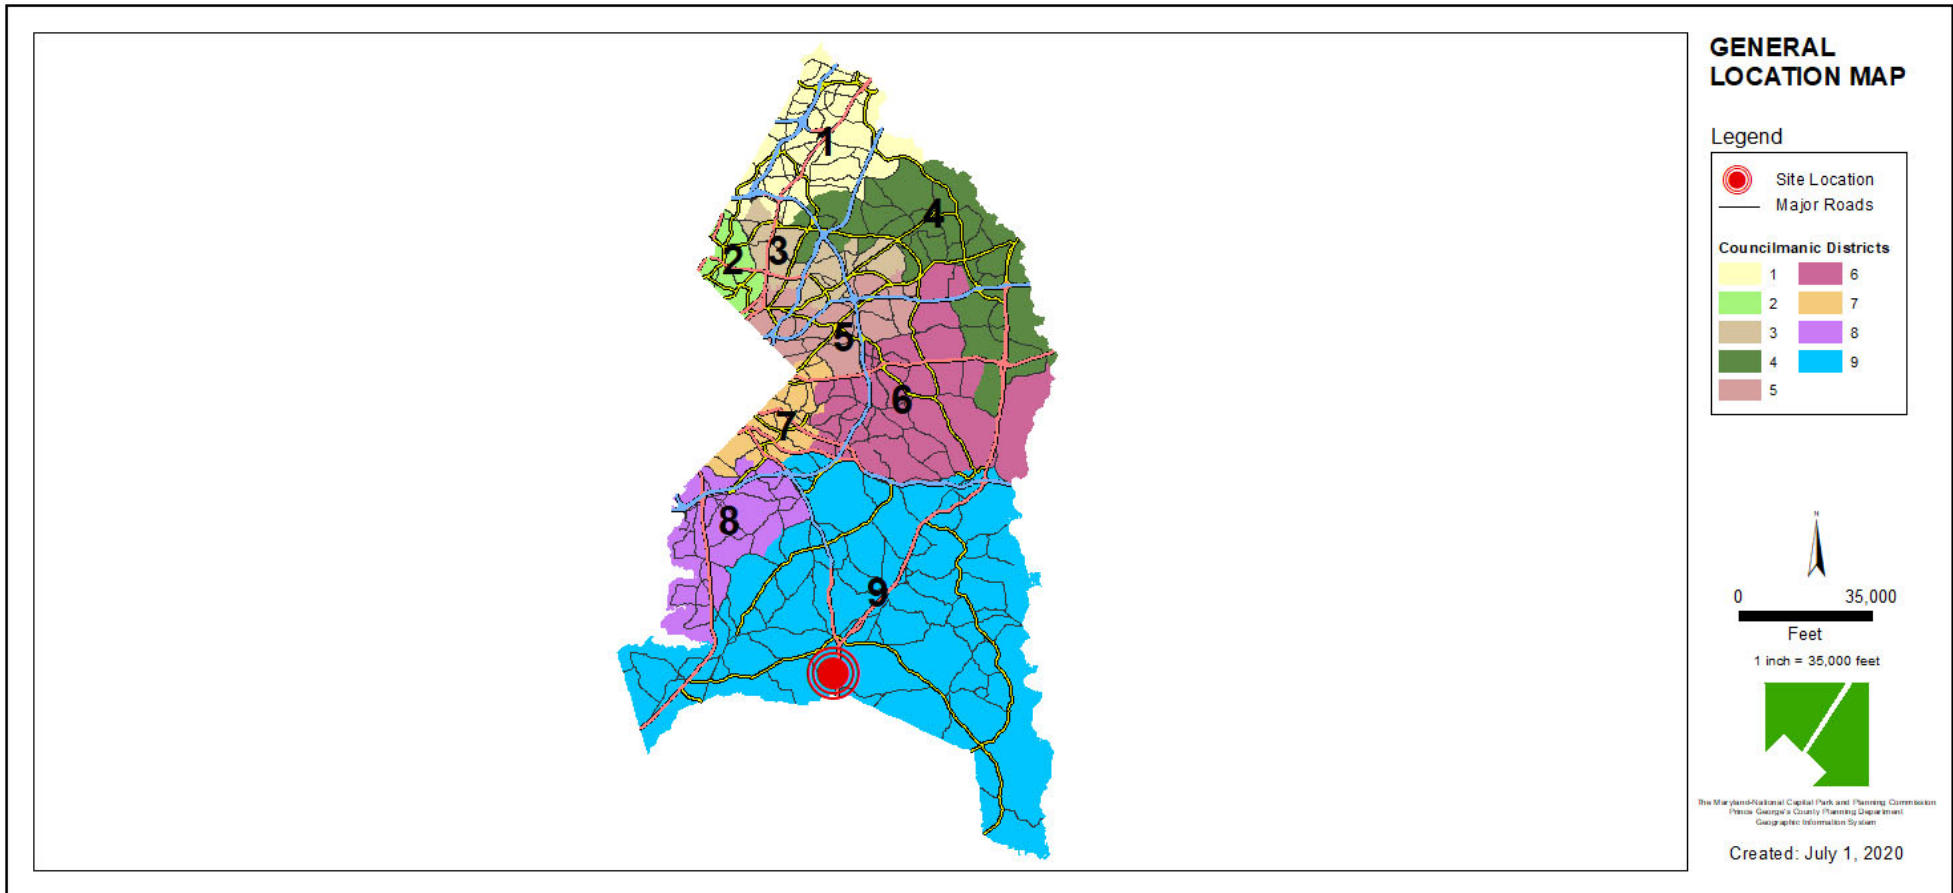 GENERAL
LOCATION MAP
Legend
Site Location
Major Roads
Councilmanic Districts
1 6
2 7
3 8
4 9
5
1
4
2
3
5
6
7
8
9
N
0 35,000
Feet
1 inch = 35,000 feet
The Maryland-National Capital Park and Planning Commission
Prince George's County Planning Department
Geographic Information System
Created: July 1, 2020